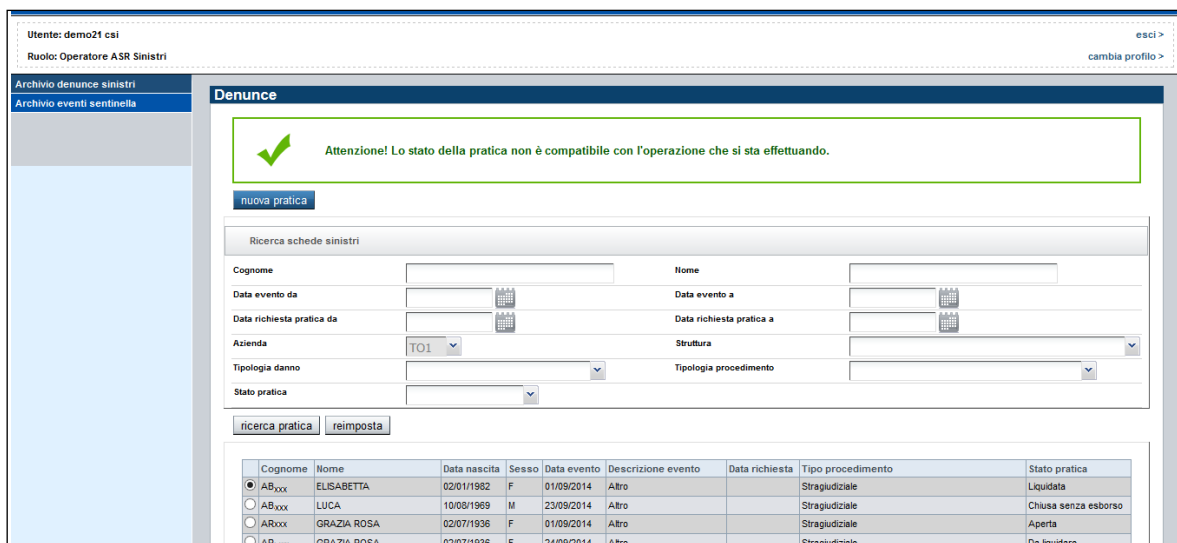 Utente: demo21 csi esci >
Ruolo: Operatore ASR Sinistri cambia profilo >
Archivio denunce sinistri
Archivio eventi sentinella
Denunce
Attenzione! Lo stato della pratica non è compatibile con l'operazione che si sta effettuando.
nuova pratica
Ricerca schede sinistri
Cognome Nome
Data evento da Data evento a
Data richiesta pratica da Data richiesta pratica a
Azienda TO1 Struttura
Tipologia danno Tipologia procedimento
Stato pratica
ricerca pratica reimposta
Cognome Nome Data nascita Sesso Data evento Descrizione evento Data richiesta Tipo procedimento Stato pratica
ABxxx ELISABETTA 02/01/1982 F 01/09/2014 Altro Stragiudiziale Liquidata
ABxxx LUCA 10/08/1969 M 23/09/2014 Altro Stragiudiziale Chiusa senza esborso
ARxxx GRAZIA ROSA 02/07/1936 F 01/09/2014 Altro Stragiudiziale Aperta
GRAZIA ROSA 02/07/1936 F 24/09/2014 Altro Stragiudiziale Da liquidare